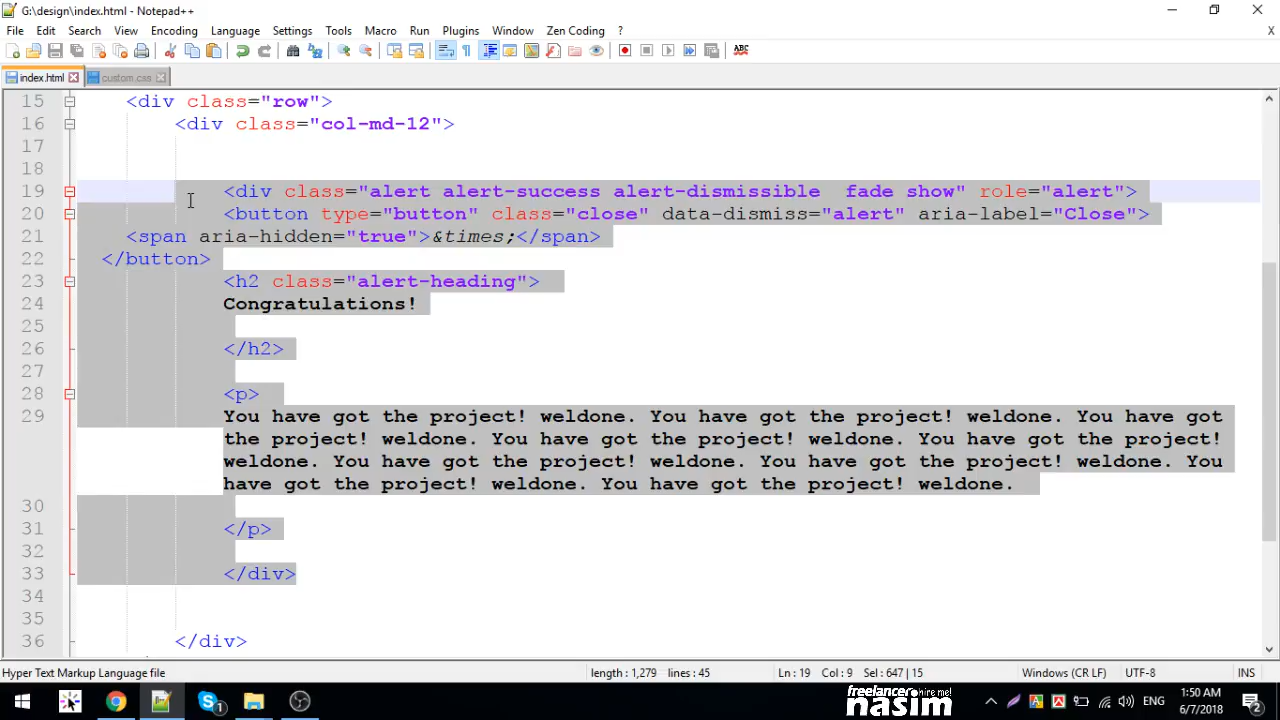 G:\design\index.html - Notepad++
File Edit Search View Encoding Language Settings Tools Macro Run Plugins Window Zen Coding ? X
ABC
index.html custom.css
15 <div class="row">
16 <div class="col-md-12">
17
18
19 <div class="alert alert-success alert-dismissible  fade show" role="alert">
20 <button type="button" class="close" data-dismiss="alert" aria-label="Close">
21 <span aria-hidden="true">&times;</span>
22 </button>
23 <h2 class="alert-heading">
24 Congratulations!
25
26 </h2>
27
28 <p>
29 You have got the project! weldone. You have got the project! weldone. You have got
the project! weldone. You have got the project! weldone. You have got the project!
weldone. You have got the project! weldone. You have got the project! weldone. You
have got the project! weldone. You have got the project! weldone.
30
31 </p>
32
33 </div>
34
35
36 </div>
Hyper Text Markup Language file length : 1,279 lines : 45 Ln : 19 Col : 9 Sel : 647 | 15 Windows (CR LF) UTF-8 INS
freelancer hire me!
nasim
ENG
1:50 AM
6/7/2018